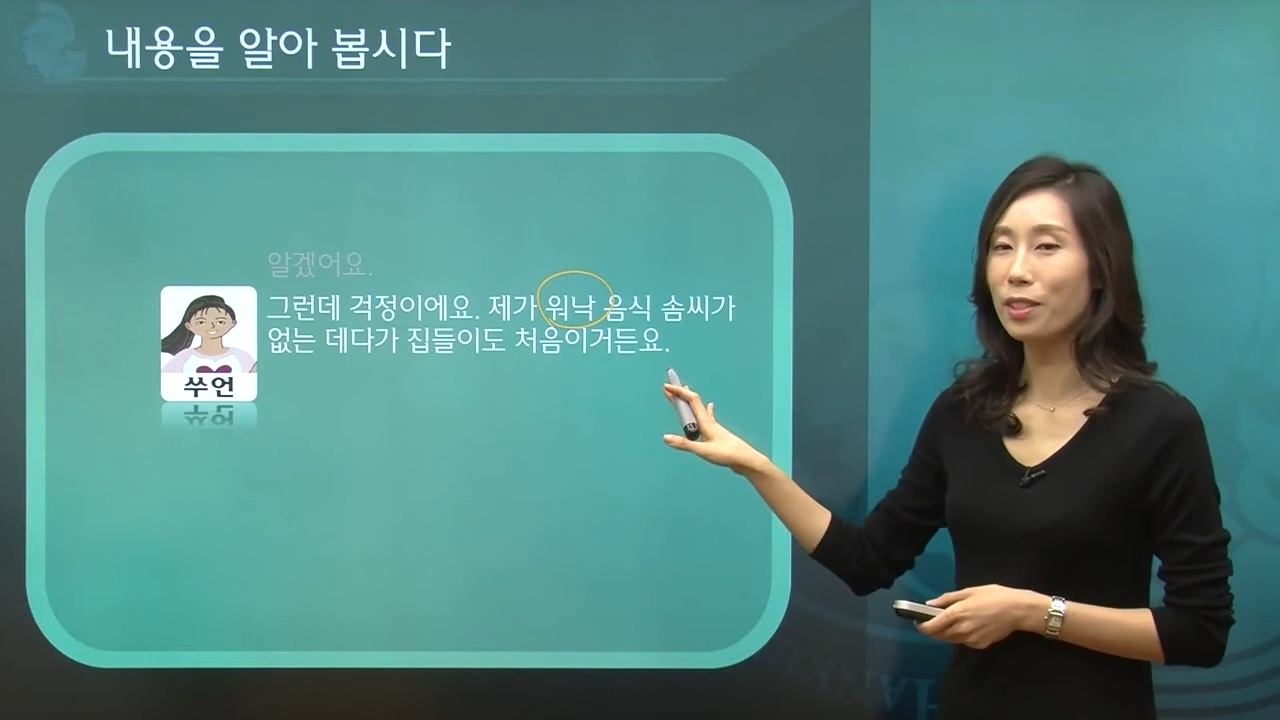 내용을 알아 봅시다
알겠어요.
그런데 걱정이에요. 제가 워낙 음식 솜씨가
없는 데다가 집들이도 처음이거든요.
쑤언